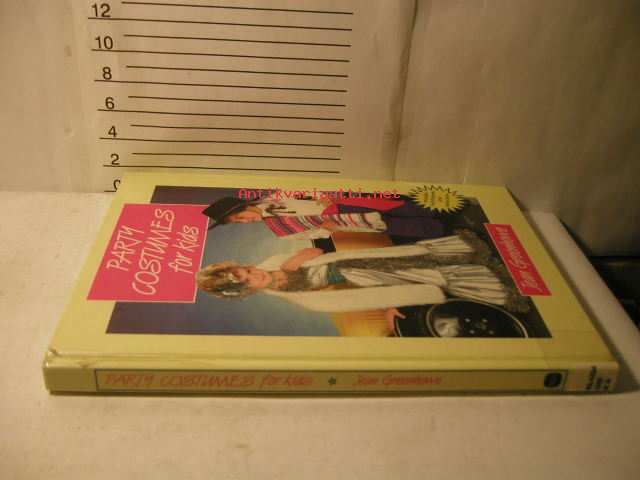 12
10
8
6
4
2
0
Antikvariaatti.net
PARTY
COSTUMES
for kids
Jean Greenhowe
PARTY COSTUMES for kids ★ Jean Greenhowe